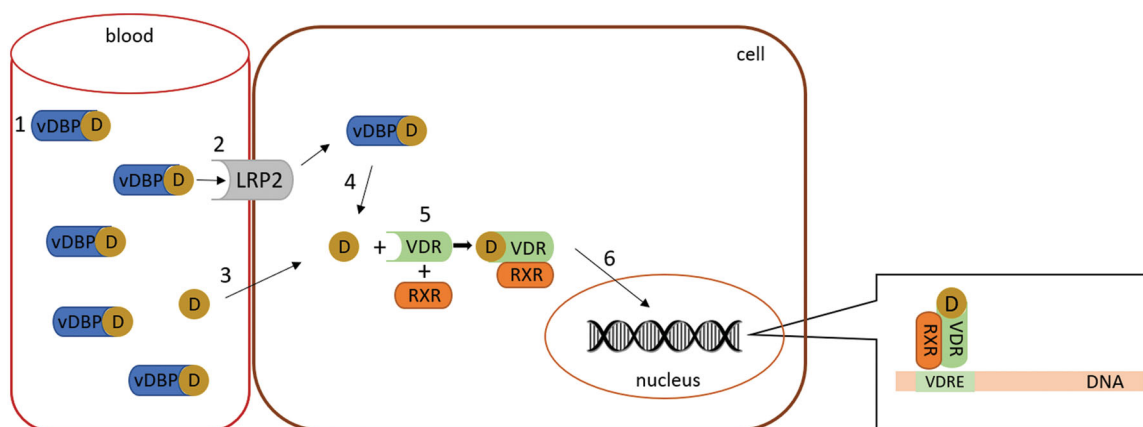 blood
cell
1
vDBP D
2
vDBP D
vDBP D
LRP2
4
5
vDBP D
D
+
VDR
D
VDR
+
RXR
RXR
3
D
6
vDBP D
vDBP D
nucleus
D
RXR
VDR
VDRE
DNA